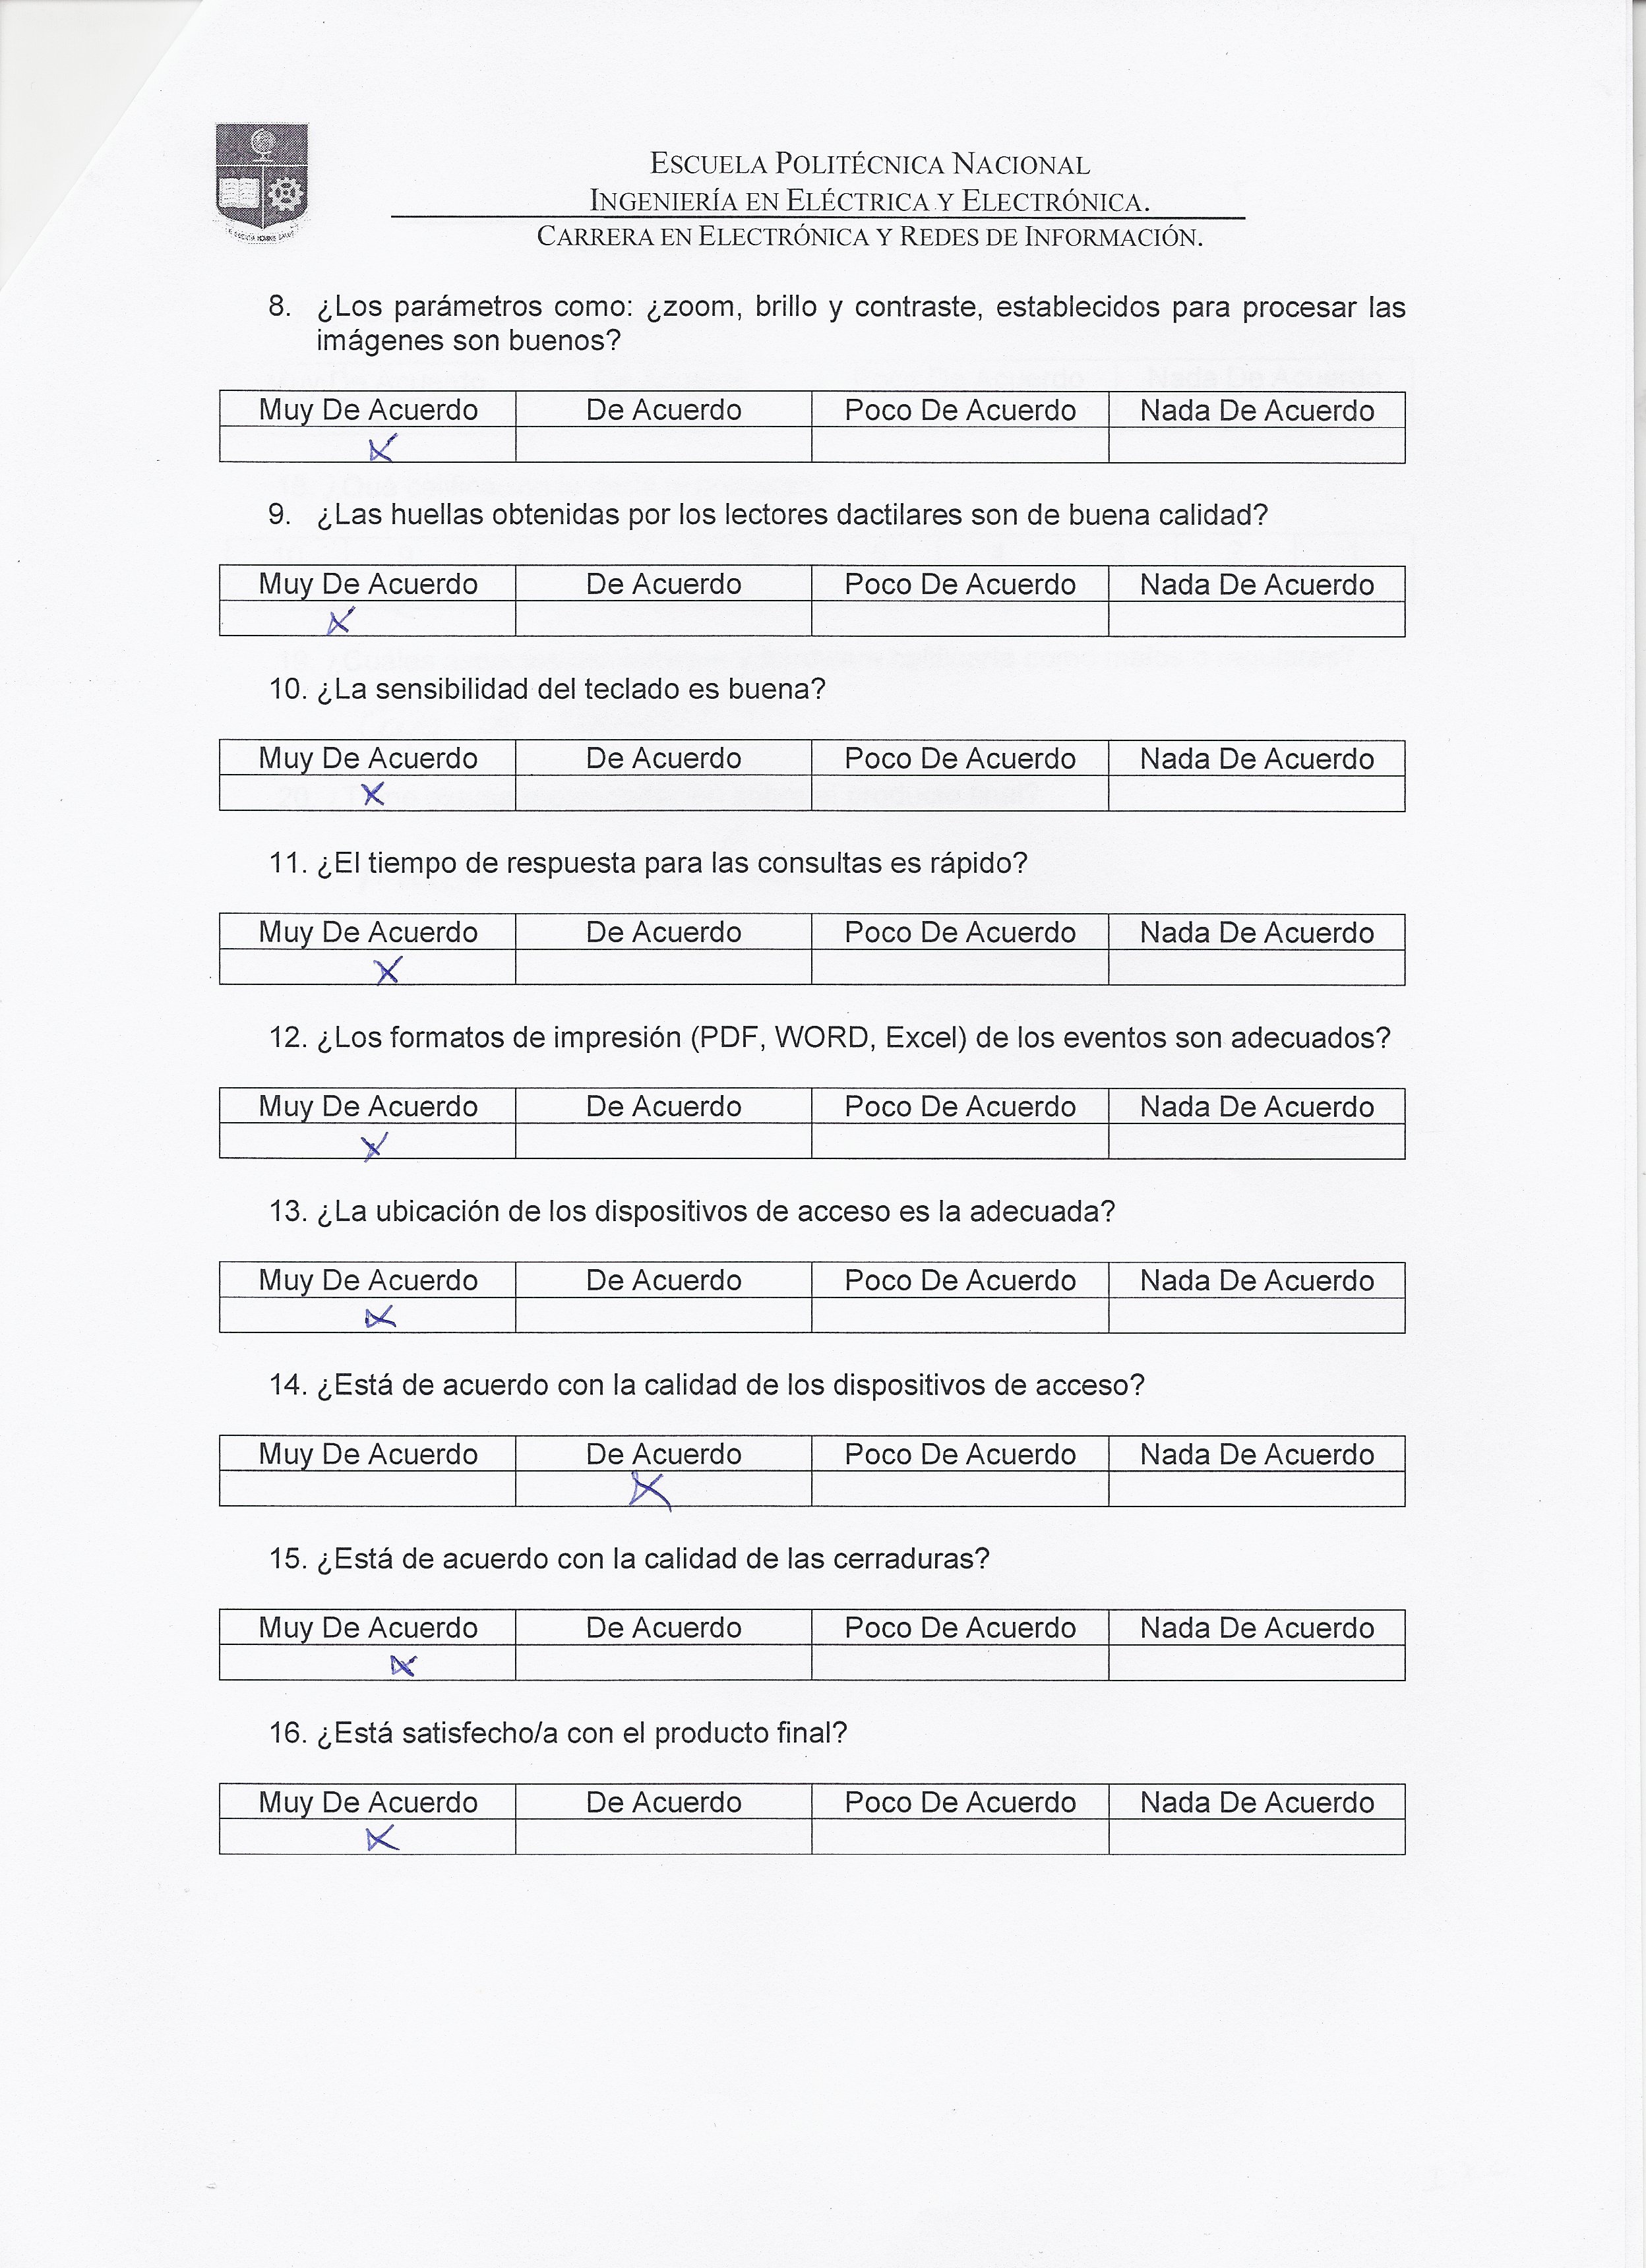 ESCUELA POLITÉCNICA NACIONAL
INGENIERÍA EN ELÉCTRICA Y ELECTRÓNICA.
CARRERA EN ELECTRÓNICA Y REDES DE INFORMACIÓN.
8. ¿Los parámetros como: ¿zoom, brillo y contraste, establecidos para procesar las
imágenes son buenos?
Muy De Acuerdo De Acuerdo Poco De Acuerdo Nada De Acuerdo
X
9. ¿Las huellas obtenidas por los lectores dactilares son de buena calidad?
Muy De Acuerdo De Acuerdo Poco De Acuerdo Nada De Acuerdo
X
10. ¿La sensibilidad del teclado es buena?
Muy De Acuerdo De Acuerdo Poco De Acuerdo Nada De Acuerdo
X
11. ¿El tiempo de respuesta para las consultas es rápido?
Muy De Acuerdo De Acuerdo Poco De Acuerdo Nada De Acuerdo
X
12. ¿Los formatos de impresión (PDF, WORD, Excel) de los eventos son adecuados?
Muy De Acuerdo De Acuerdo Poco De Acuerdo Nada De Acuerdo
X
13. ¿La ubicación de los dispositivos de acceso es la adecuada?
Muy De Acuerdo De Acuerdo Poco De Acuerdo Nada De Acuerdo
X
14. ¿Está de acuerdo con la calidad de los dispositivos de acceso?
Muy De Acuerdo De Acuerdo Poco De Acuerdo Nada De Acuerdo
X
15. ¿Está de acuerdo con la calidad de las cerraduras?
Muy De Acuerdo De Acuerdo Poco De Acuerdo Nada De Acuerdo
X
16. ¿Está satisfecho/a con el producto final?
Muy De Acuerdo De Acuerdo Poco De Acuerdo Nada De Acuerdo
X